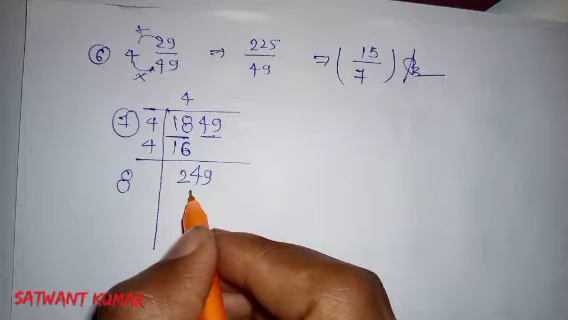 ⑥ 4 29/49 ⇒ 225/49 ⇒ (15/7)
+
×
4
⑦ 4 | 18 49
4 | 16
8 | 249
SATWANT KUMAR